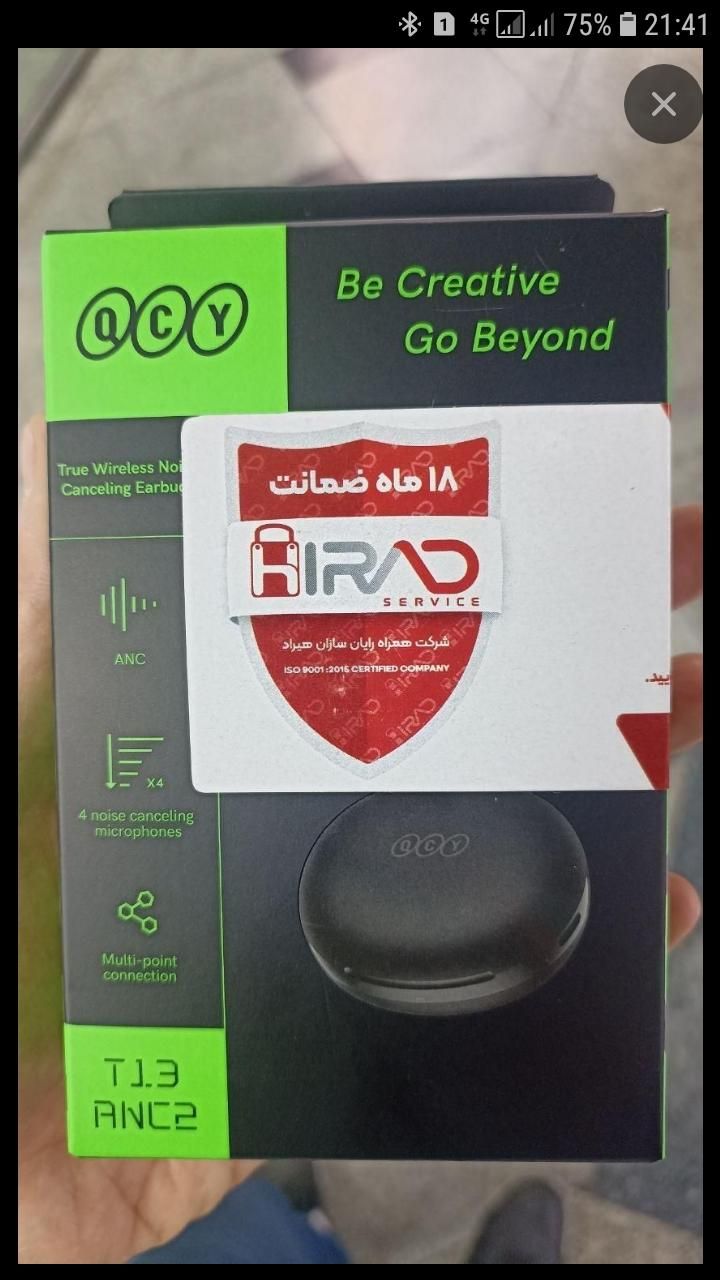 4G 75% 21:41
1
QCY
Be Creative
Go Beyond
True Wireless
Canceling
۱۸ ماه ضمانت
HIRAD
SERVICE
شرکت همراه رایان سازان هیراد
ISO 9001:2015 CERTIFIED COMPANY
ANC
X4
4 noise canceling
microphones
QCY
Multi-point
connection
T13
ANC2